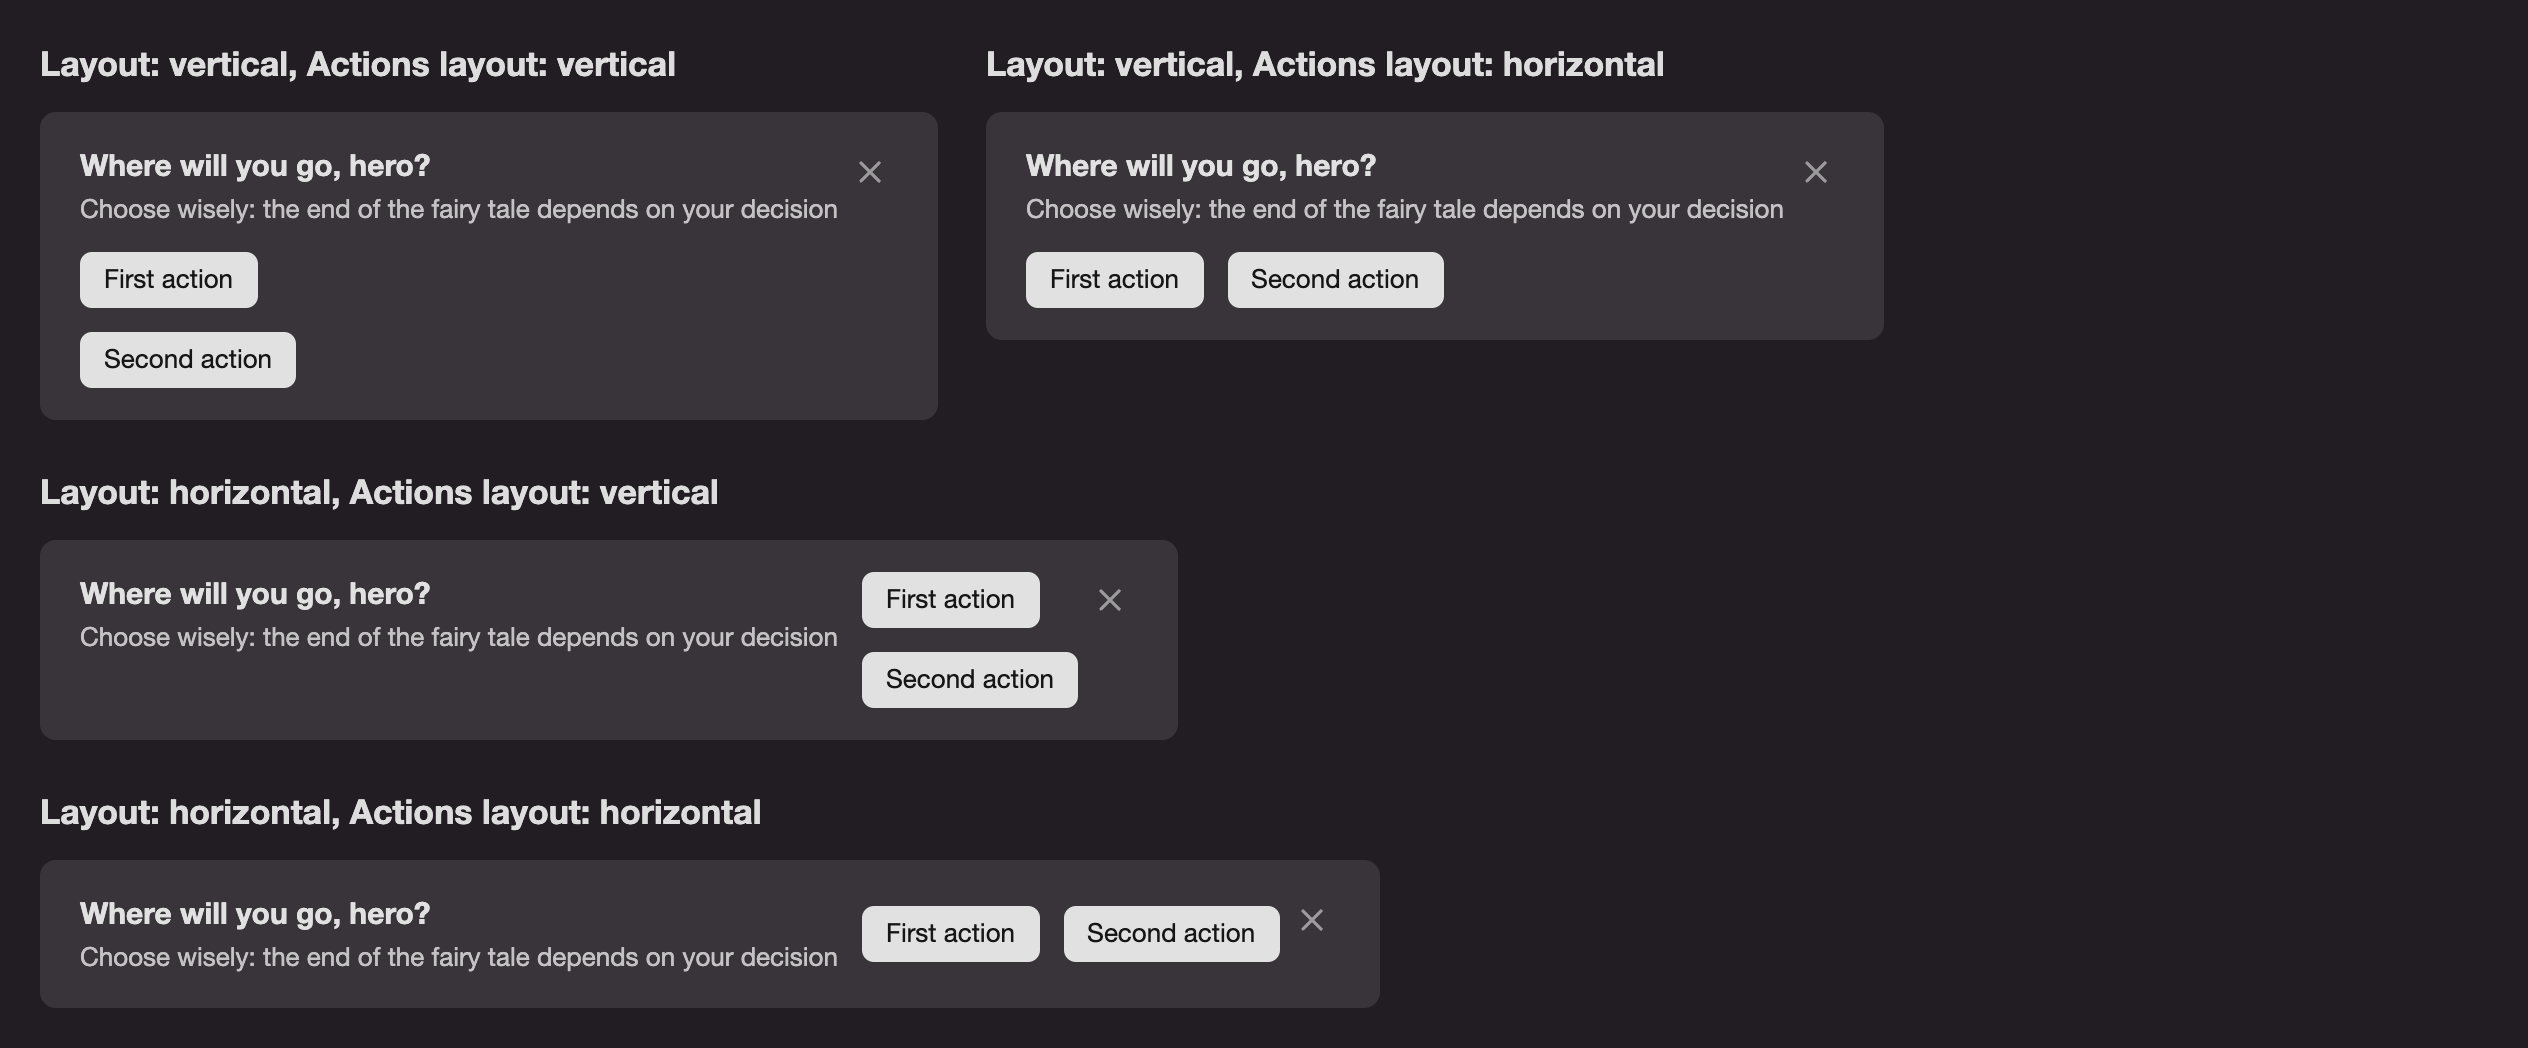 Layout: vertical, Actions layout: vertical
Where will you go, hero?
Choose wisely: the end of the fairy tale depends on your decision
First action
Second action
Layout: vertical, Actions layout: horizontal
Where will you go, hero?
Choose wisely: the end of the fairy tale depends on your decision
First action Second action
Layout: horizontal, Actions layout: vertical
Where will you go, hero?
Choose wisely: the end of the fairy tale depends on your decision
First action
Second action
Layout: horizontal, Actions layout: horizontal
Where will you go, hero?
Choose wisely: the end of the fairy tale depends on your decision
First action Second action